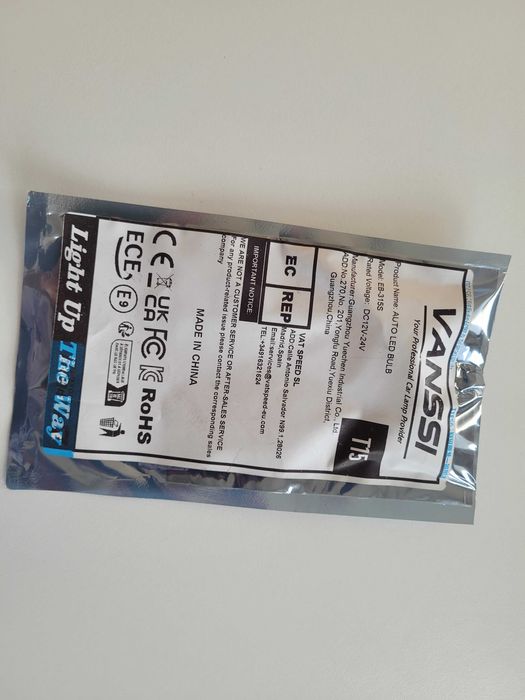 VANSSI
Your Professional Car Lamp Provider
Product Name: AUTO LED BULB
Model: EB-315S
Rated Voltage: DC12V-24V
T15
Manufacturer:Guangzhou Yuechen Industrial Co., Ltd
ADD:No.270,No. 201 Yongfu Road, Yuexiu District,
Guangzhou,China
EC REP
VAT SPEED SL
ADD:Calle Antonio Salvador N99,1,28026
Madrid,spain
Email:service@vatspeed-eu.com
TEL:+34916321624
IMPORTANT NOTICE:
WE ARE NOT A CUSTOMER SERVICE OR AFTER-SALES SERVICE
For any product-related issue please contact the corresponding sales
company
MADE IN CHINA
CE UK CA FC RoHS
ECE, E9
Light Up The Way